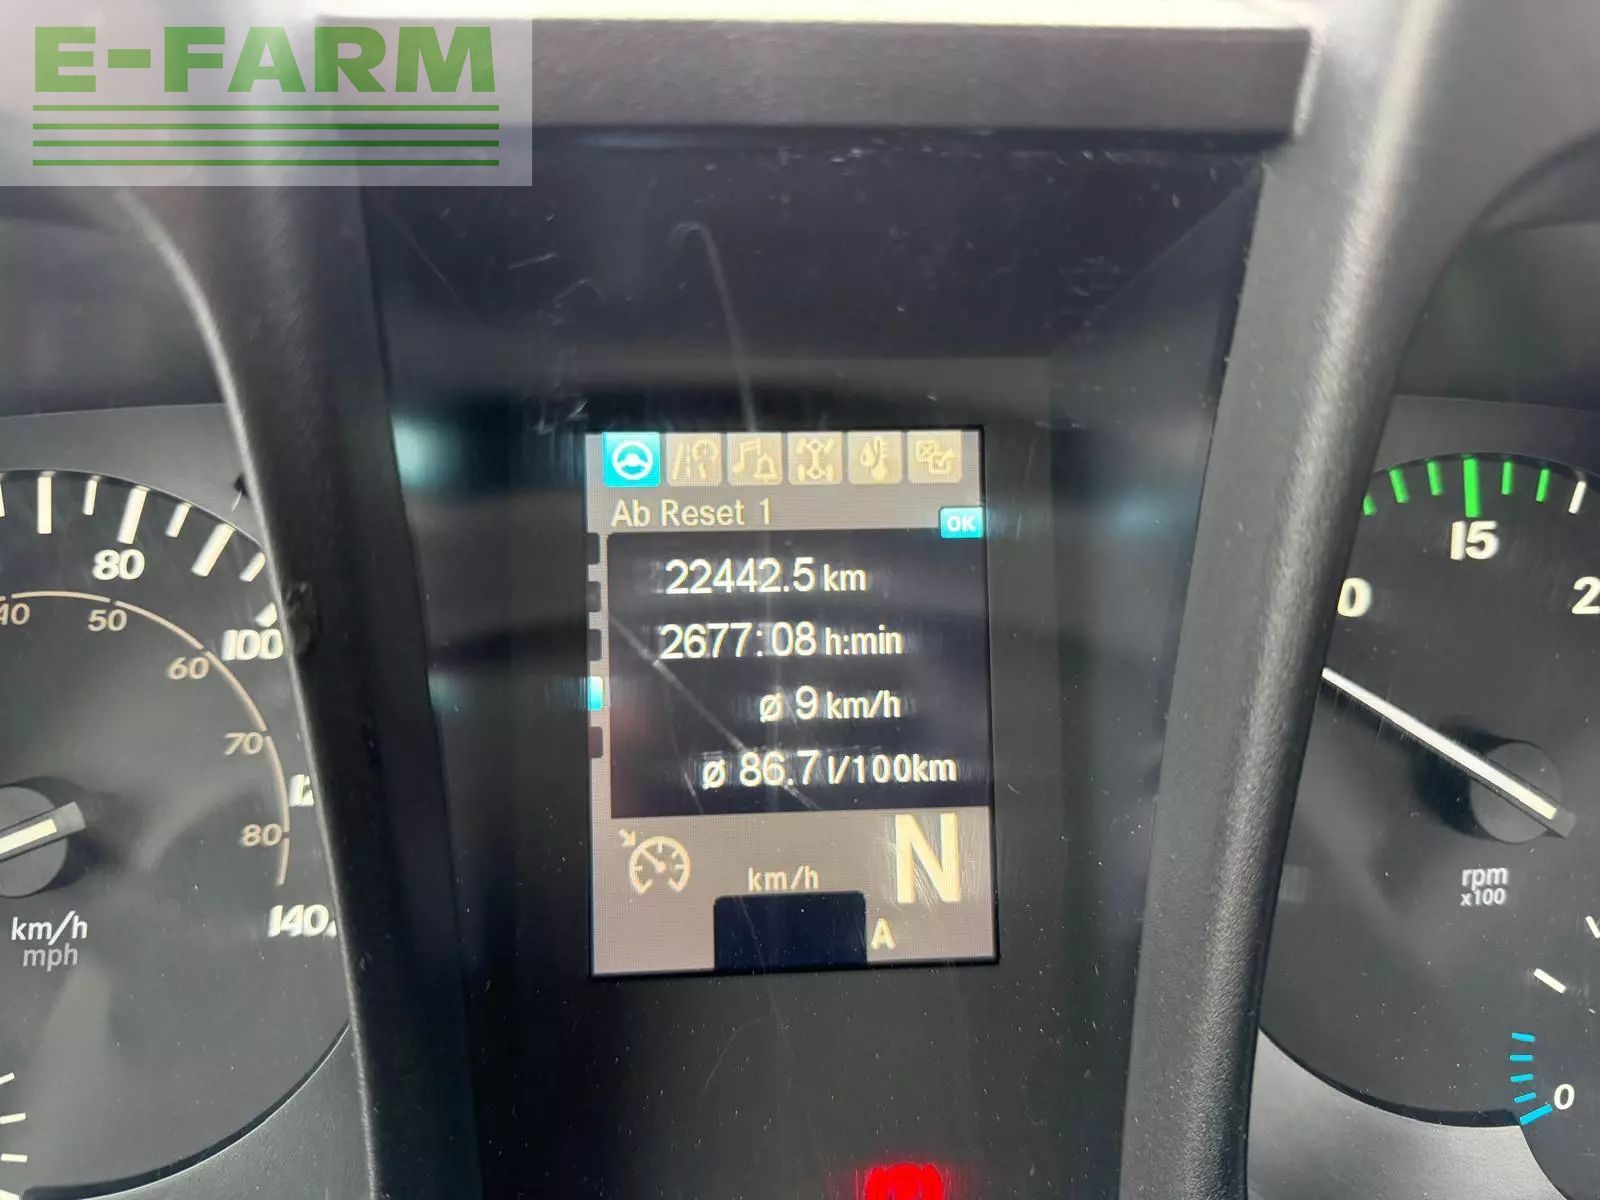 E-FARM
Ab Reset 1
OK
22442.5 km
2677:08 h:min
ø 9 km/h
ø 86.7 l/100km
km/h
N
A
80
100
140
40
50
60
70
80
km/h
mph
15
rpm
x100
0